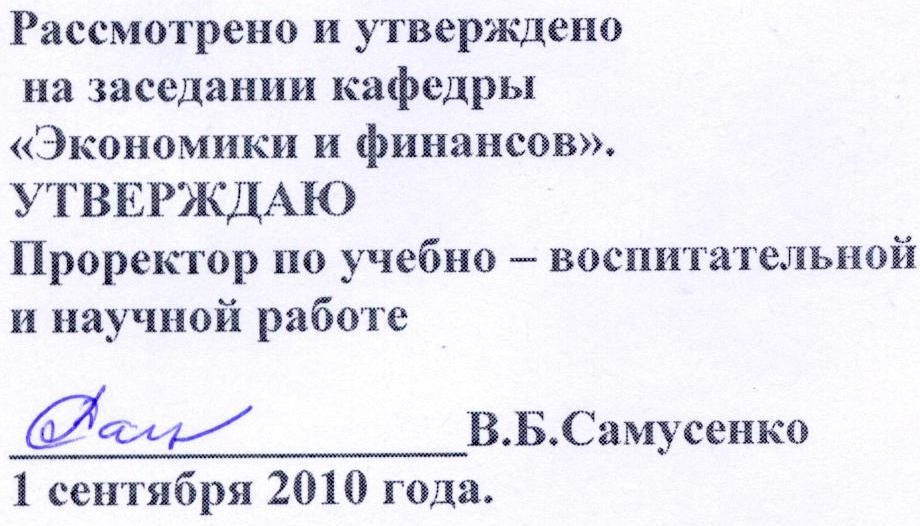 Рассмотрено и утверждено
на заседании кафедры
«Экономики и финансов».
УТВЕРЖДАЮ
Проректор по учебно – воспитательной
и научной работе
В.Б.Самусенко
1 сентября 2010 года.